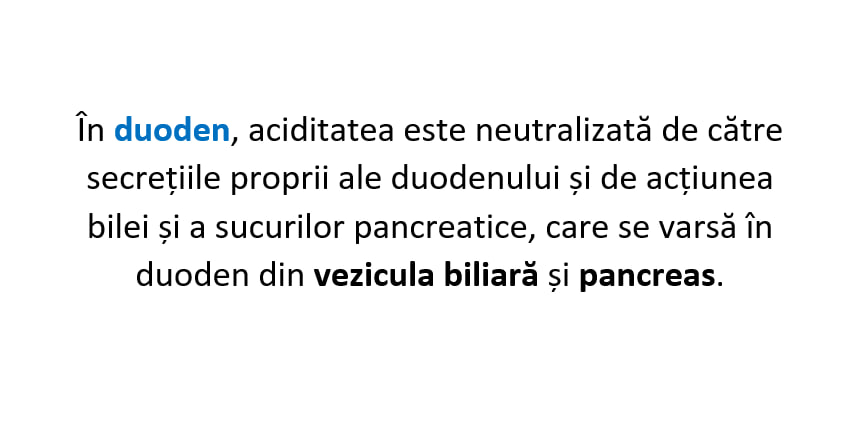 În duoden, aciditatea este neutralizată de către
secrețiile proprii ale duodenului și de acțiunea
bilei și a sucurilor pancreatice, care se varsă în
duoden din vezicula biliară și pancreas.